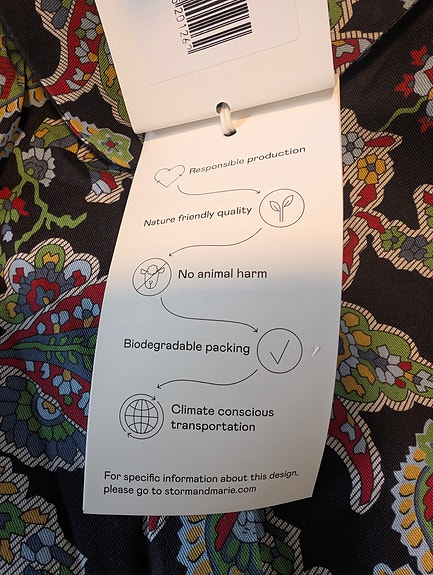 Responsible production
Nature friendly quality
No animal harm
Biodegradable packing
Climate conscious
transportation
For specific information about this design,
please go to stormandmarie.com